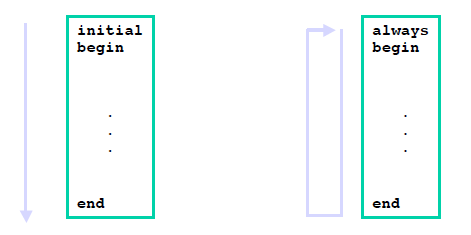 initial
begin
.
.
.
end
always
begin
.
.
.
end